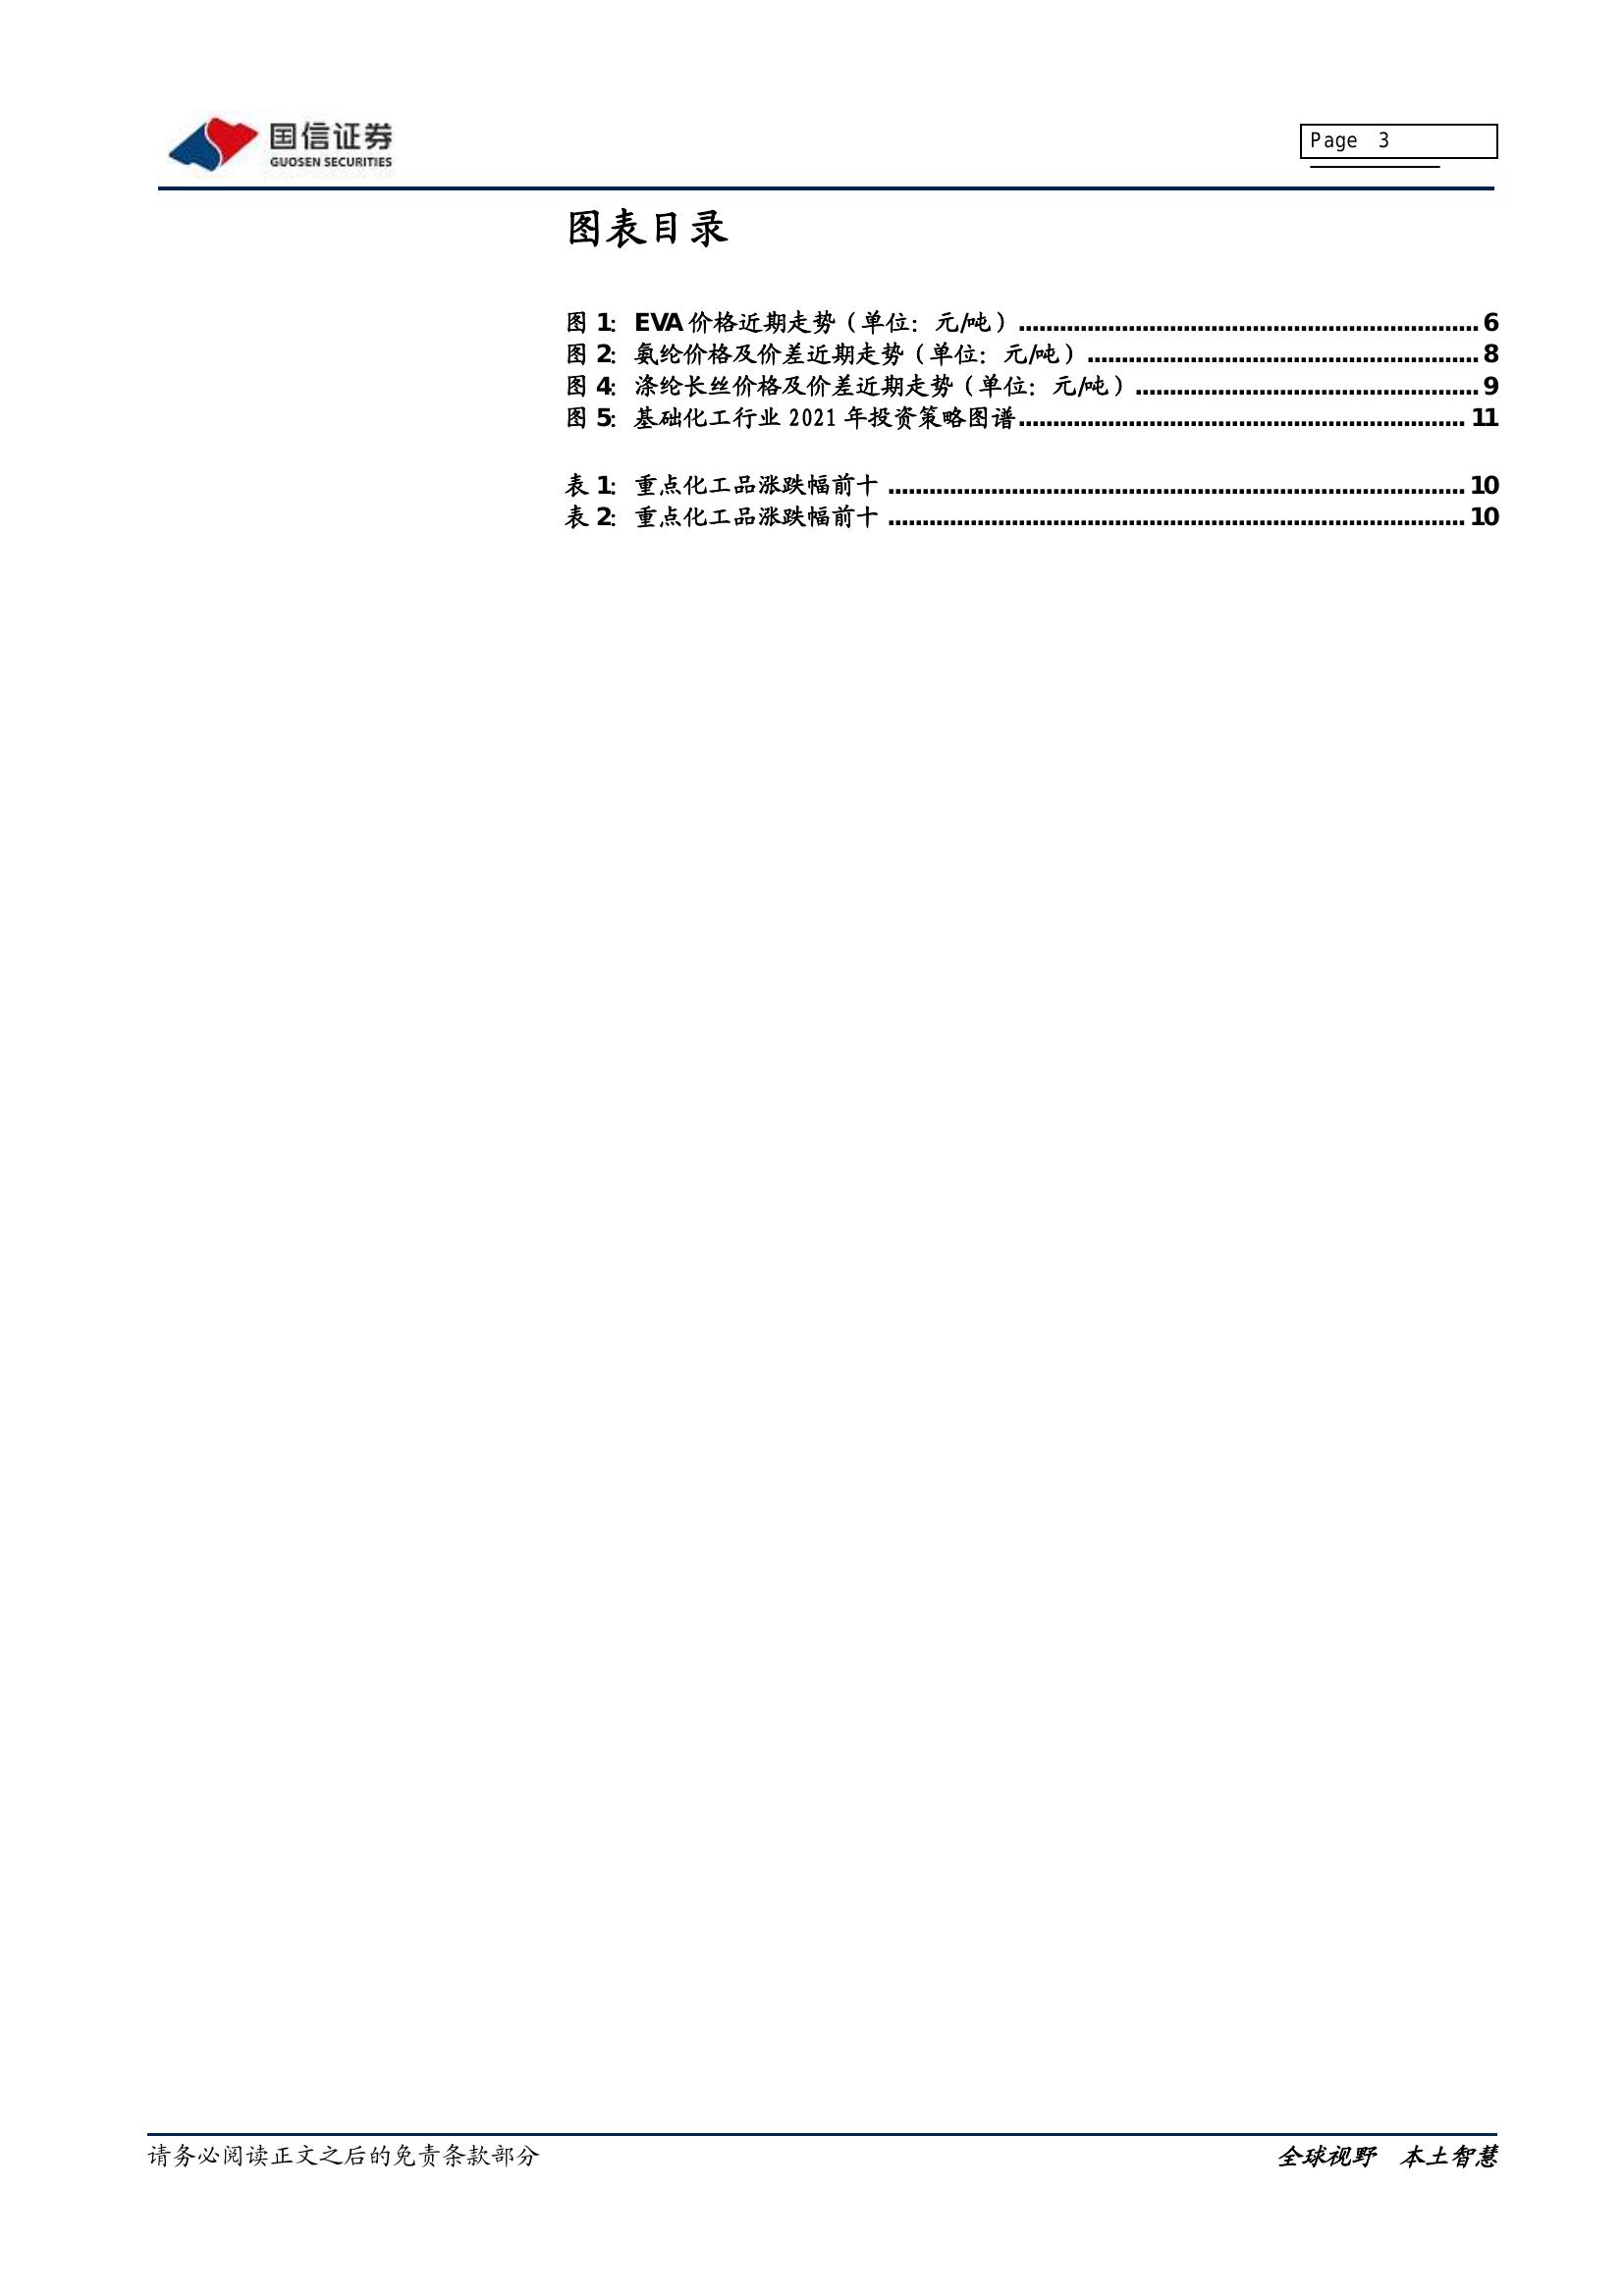 国信证券
GUOSEN SECURITIES
Page 3
图表目录
图 1: EVA 价格近期走势（单位：元/吨）...................................................................6
图 2: 氨纶价格及价差近期走势（单位：元/吨）.........................................................8
图 4: 涤纶长丝价格及价差近期走势（单位：元/吨）..................................................9
图 5: 基础化工行业 2021 年投资策略图谱.................................................................11
表 1: 重点化工品涨跌幅前十....................................................................................10
表 2: 重点化工品涨跌幅前十....................................................................................10
请务必阅读正文之后的免责条款部分
全球视野 本土智慧